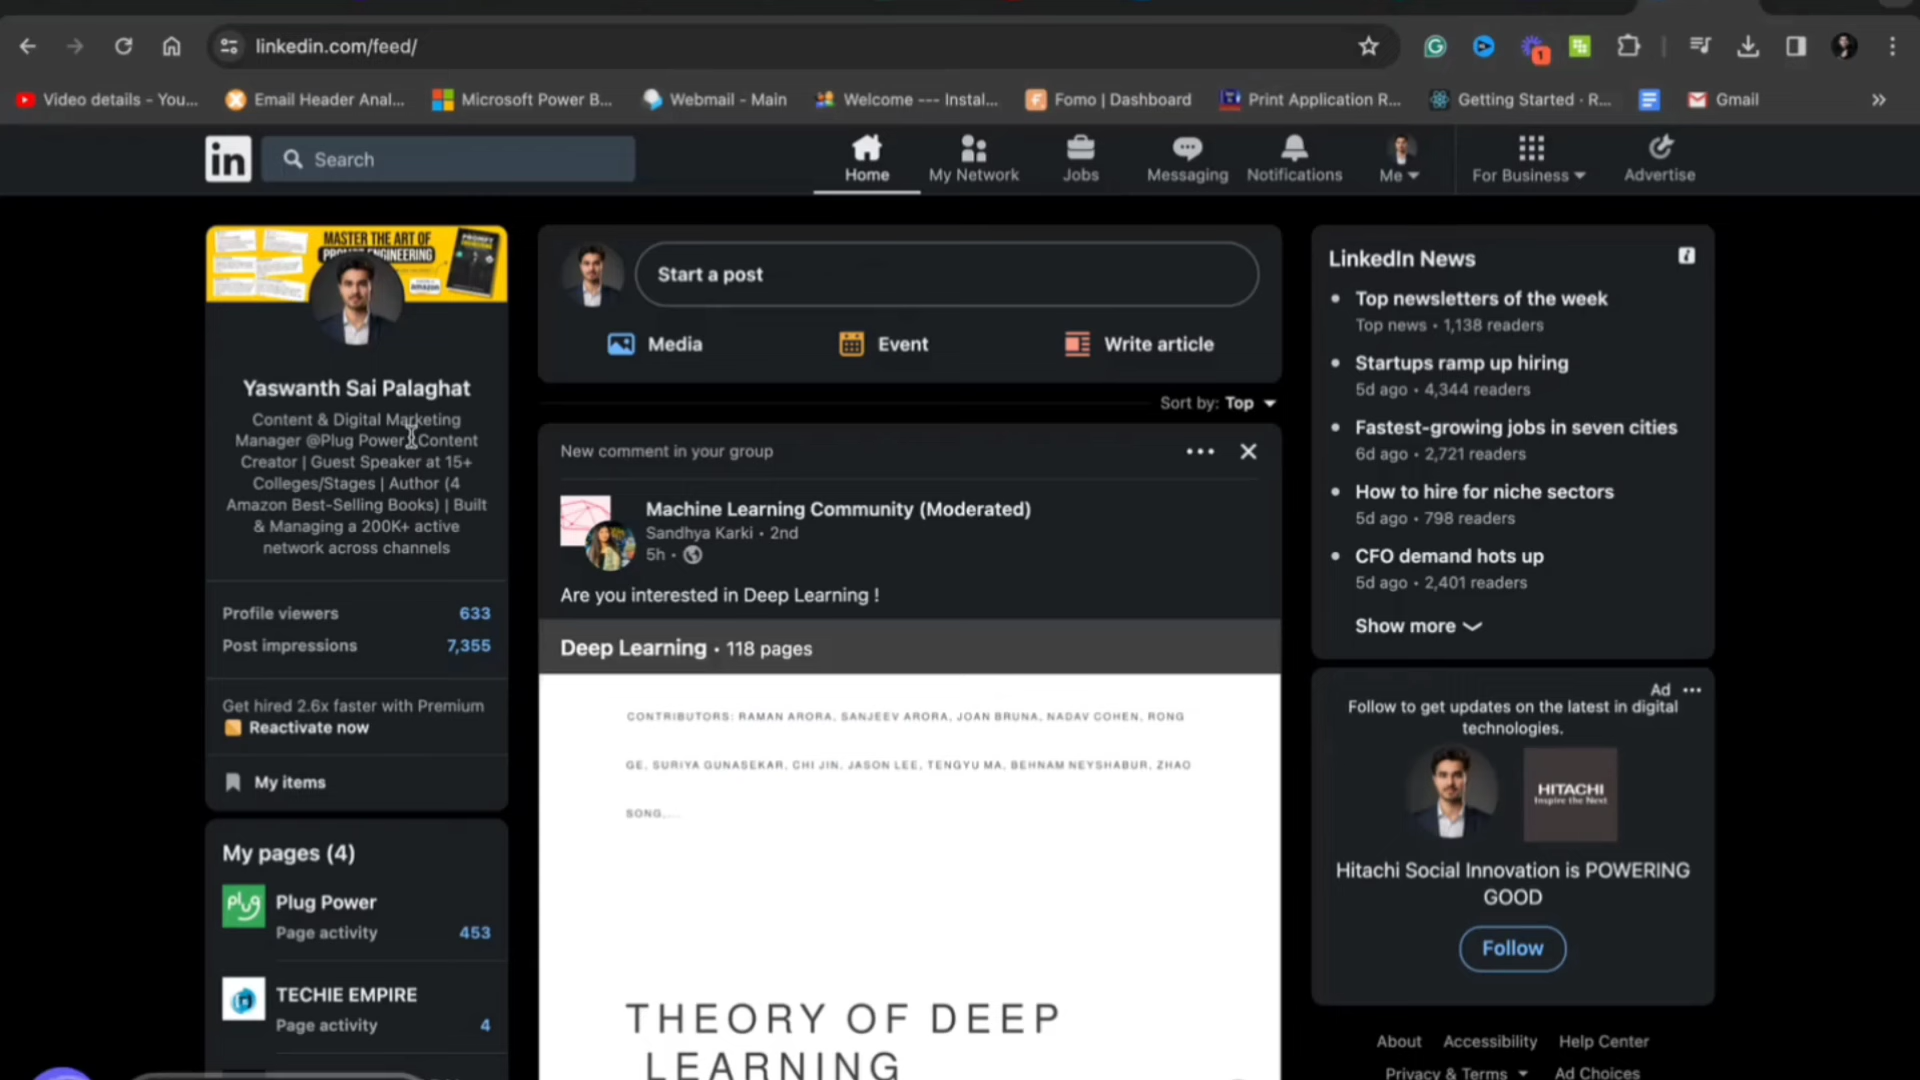 linkedin.com/feed/
1
Video details - You...
Email Header Anal...
Microsoft Power B...
Webmail - Main
Welcome --- Instal...
Fomo | Dashboard
Print Application R...
Getting Started · R...
Gmail
in
Search
Home
My Network
Jobs
Messaging
Notifications
Me
For Business
Advertise
MASTER THE ART OF
PROMPT ENGINEERING
Yaswanth Sai Palaghat
Content & Digital Marketing
Manager @Plug Power | Content
Creator | Guest Speaker at 15+
Colleges/Stages | Author (4
Amazon Best-Selling Books) | Built
& Managing a 200K+ active
network across channels
Profile viewers 633
Post impressions 7,355
Get hired 2.6x faster with Premium
Reactivate now
My items
My pages (4)
plug
Plug Power
Page activity 453
TECHIE EMPIRE
Page activity 4
Start a post
Media
Event
Write article
Sort by: Top
New comment in your group
Machine Learning Community (Moderated)
Sandhya Karki • 2nd
5h •
Are you interested in Deep Learning !
Deep Learning • 118 pages
CONTRIBUTORS: RAMAN ARORA, SANJEEV ARORA, JOAN BRUNA, NADAV COHEN, RONG
GE, SURIYA GUNASEKAR, CHI JIN, JASON LEE, TENGYU MA, BEHNAM NEYSHABUR, ZHAO
SONG,...
THEORY OF DEEP
LEARNING
LinkedIn News
Top newsletters of the week
Top news • 1,138 readers
Startups ramp up hiring
5d ago • 4,344 readers
Fastest-growing jobs in seven cities
6d ago • 2,721 readers
How to hire for niche sectors
5d ago • 798 readers
CFO demand hots up
5d ago • 2,401 readers
Show more
Ad
Follow to get updates on the latest in digital
technologies.
HITACHI
Inspire the Next
Hitachi Social Innovation is POWERING
GOOD
Follow
About
Accessibility
Help Center
Privacy & Terms
Ad Choices